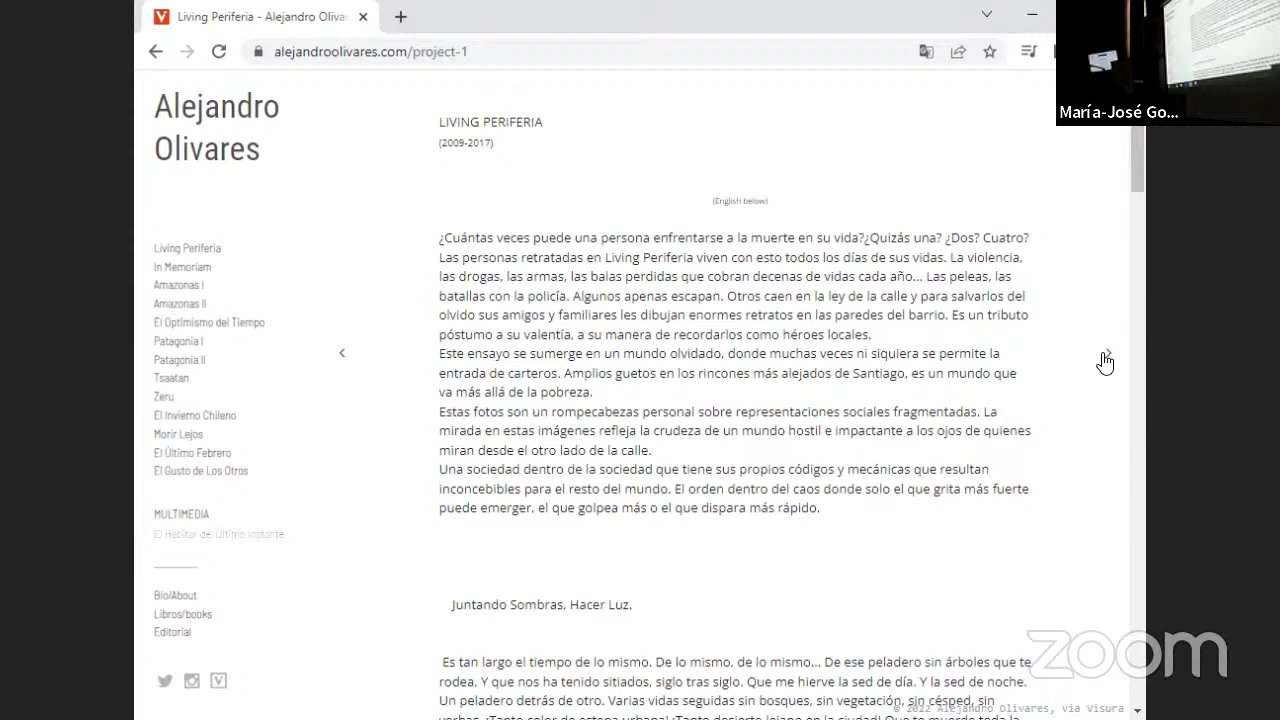 Living Periferia - Alejandro Oliva
alejandroolivares.com/project-1
María-José Go...
Alejandro
Olivares
Living Periferia
In Memoriam
Amazonas I
Amazonas II
El Optimismo del Tiempo
Patagonia I
Patagonia II
Tsaatan
Zeru
El Invierno Chileno
Morir Lejos
El Último Febrero
El Gusto de Los Otros
MULTIMEDIA
El Habitar del Último Instante
Bio/About
Libros/books
Editorial
LIVING PERIFERIA
(2009-2017)
(English below)
¿Cuántas veces puede una persona enfrentarse a la muerte en su vida?¿Quizás una? ¿Dos? Cuatro?
Las personas retratadas en Living Periferia viven con esto todos los días de sus vidas. La violencia,
las drogas, las armas, las balas perdidas que cobran decenas de vidas cada año... Las peleas, las
batallas con la policía. Algunos apenas escapan. Otros caen en la ley de la calle y para salvarlos del
olvido sus amigos y familiares les dibujan enormes retratos en las paredes del barrio. Es un tributo
póstumo a su valentía, a su manera de recordarlos como héroes locales.
Este ensayo se sumerge en un mundo olvidado, donde muchas veces ni siquiera se permite la
entrada de carteros. Amplios guetos en los rincones más alejados de Santiago, es un mundo que
va más allá de la pobreza.
Estas fotos son un rompecabezas personal sobre representaciones sociales fragmentadas. La
mirada en estas imágenes refleja la crudeza de un mundo hostil e impactante a los ojos de quienes
miran desde el otro lado de la calle.
Una sociedad dentro de la sociedad que tiene sus propios códigos y mecánicas que resultan
inconcebibles para el resto del mundo. El orden dentro del caos donde solo el que grita más fuerte
puede emerger, el que golpea más o el que dispara más rápido.
Juntando Sombras, Hacer Luz.
Es tan largo el tiempo de lo mismo. De lo mismo, de lo mismo... De ese peladero sin árboles que te
rodea. Y que nos ha tenido sitiados, siglo tras siglo. Que me hierve la sed de día. Y la sed de noche.
Un peladero detrás de otro. Varias vidas seguidas sin bosques, sin vegetación, sin césped, sin
zoom
© 2022 Alejandro Olivares, via Visura